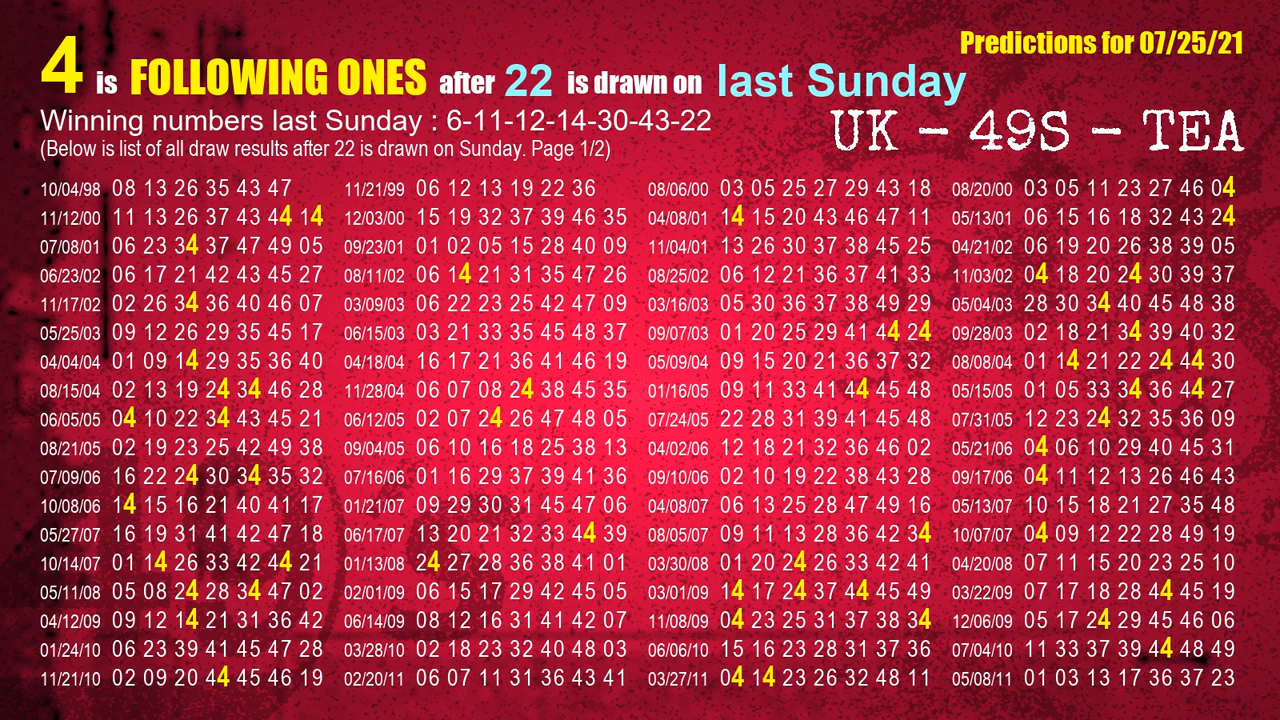 Predictions for 07/25/21
4 is FOLLOWING ONES after 22 is drawn on last Sunday
Winning numbers last Sunday : 6-11-12-14-30-43-22
UK - 49S - TEA
(Below is list of all draw results after 22 is drawn on Sunday. Page 1/2)
10/04/98 08 13 26 35 43 47 11/21/99 06 12 13 19 22 36 08/06/00 03 05 25 27 29 43 18 08/20/00 03 05 11 23 27 46 04
11/12/00 11 13 26 37 43 44 14 12/03/00 15 19 32 37 39 46 35 04/08/01 14 15 20 43 46 47 11 05/13/01 06 15 16 18 32 43 24
07/08/01 06 23 34 37 47 49 05 09/23/01 01 02 05 15 28 40 09 11/04/01 13 26 30 37 38 45 25 04/21/02 06 19 20 26 38 39 05
06/23/02 06 17 21 42 43 45 27 08/11/02 06 14 21 31 35 47 26 08/25/02 06 12 21 36 37 41 33 11/03/02 04 18 20 24 30 39 37
11/17/02 02 26 34 36 40 46 07 03/09/03 06 22 23 25 42 47 09 03/16/03 05 30 36 37 38 49 29 05/04/03 28 30 34 40 45 48 38
05/25/03 09 12 26 29 35 45 17 06/15/03 03 21 33 35 45 48 37 09/07/03 01 20 25 29 41 44 24 09/28/03 02 18 21 34 39 40 32
04/04/04 01 09 14 29 35 36 40 04/18/04 16 17 21 36 41 46 19 05/09/04 09 15 20 21 36 37 32 08/08/04 01 14 21 22 24 44 30
08/15/04 02 13 19 24 34 46 28 11/28/04 06 07 08 24 38 45 35 01/16/05 09 11 33 41 44 45 48 05/15/05 01 05 33 34 36 44 27
06/05/05 04 10 22 34 43 45 21 06/12/05 02 07 24 26 47 48 05 07/24/05 22 28 31 39 41 45 48 07/31/05 12 23 24 32 35 36 09
08/21/05 02 19 23 25 42 49 38 09/04/05 06 10 16 18 25 38 13 04/02/06 12 18 21 32 36 46 02 05/21/06 04 06 10 29 40 45 31
07/09/06 16 22 24 30 34 35 32 07/16/06 01 16 29 37 39 41 36 09/10/06 02 10 19 22 38 43 28 09/17/06 04 11 12 13 26 46 43
10/08/06 14 15 16 21 40 41 17 01/21/07 09 29 30 31 45 47 06 04/08/07 06 13 25 28 47 49 16 05/13/07 10 15 18 21 27 35 48
05/27/07 16 19 31 41 42 47 18 06/17/07 13 20 21 32 33 44 39 08/05/07 09 11 13 28 36 42 34 10/07/07 04 09 12 22 28 49 19
10/14/07 01 14 26 33 42 44 21 01/13/08 24 27 28 36 38 41 01 03/30/08 01 20 24 26 33 42 41 04/20/08 07 11 15 20 23 25 10
05/11/08 05 08 24 28 34 47 02 02/01/09 06 15 17 29 42 45 05 03/01/09 14 17 24 37 44 45 49 03/22/09 07 17 18 28 44 45 19
04/12/09 09 12 14 21 31 36 42 06/14/09 08 12 16 31 41 42 07 11/08/09 04 23 25 31 37 38 34 12/06/09 05 17 24 29 45 46 06
01/24/10 06 23 39 41 45 47 28 03/28/10 02 18 23 32 40 48 03 06/06/10 15 16 23 28 37 36 11 07/04/10 11 33 37 39 44 48 49
11/21/10 02 09 20 44 45 46 19 02/20/11 06 07 11 31 36 43 41 03/27/11 04 14 23 26 32 48 11 05/08/11 01 03 13 17 36 37 23